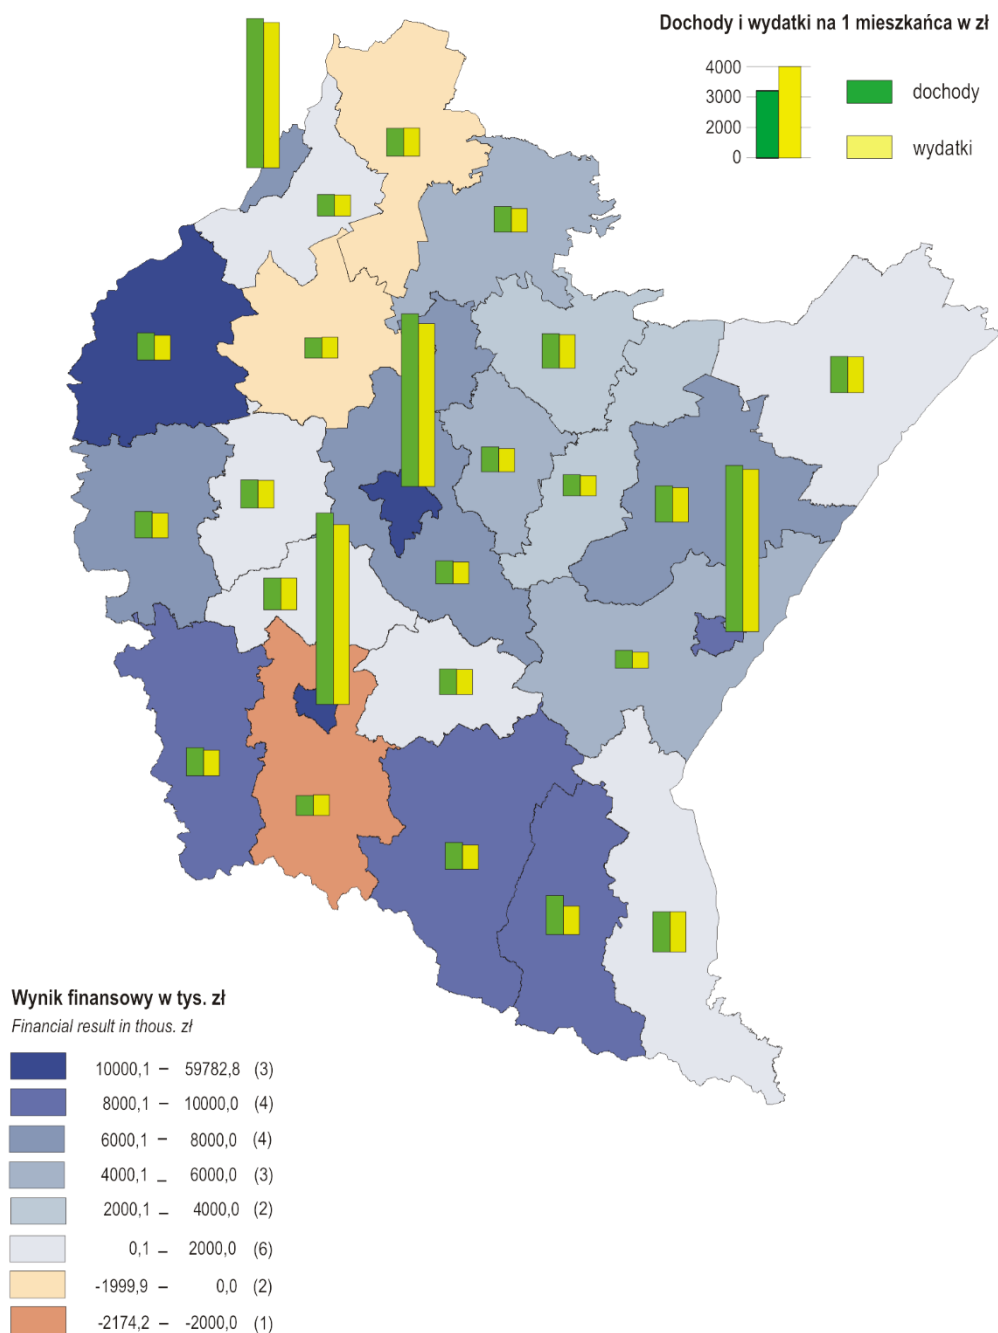 Dochody i wydatki na 1 mieszkańca w zł
4000
3000
2000
0
dochody
wydatki
Wynik finansowy w tys. zł
Financial result in thous. zł
10000,1 – 59782,8 (3)
8000,1 – 10000,0 (4)
6000,1 – 8000,0 (4)
4000,1 – 6000,0 (3)
2000,1 – 4000,0 (2)
0,1 – 2000,0 (6)
-1999,9 – 0,0 (2)
-2174,2 – -2000,0 (1)